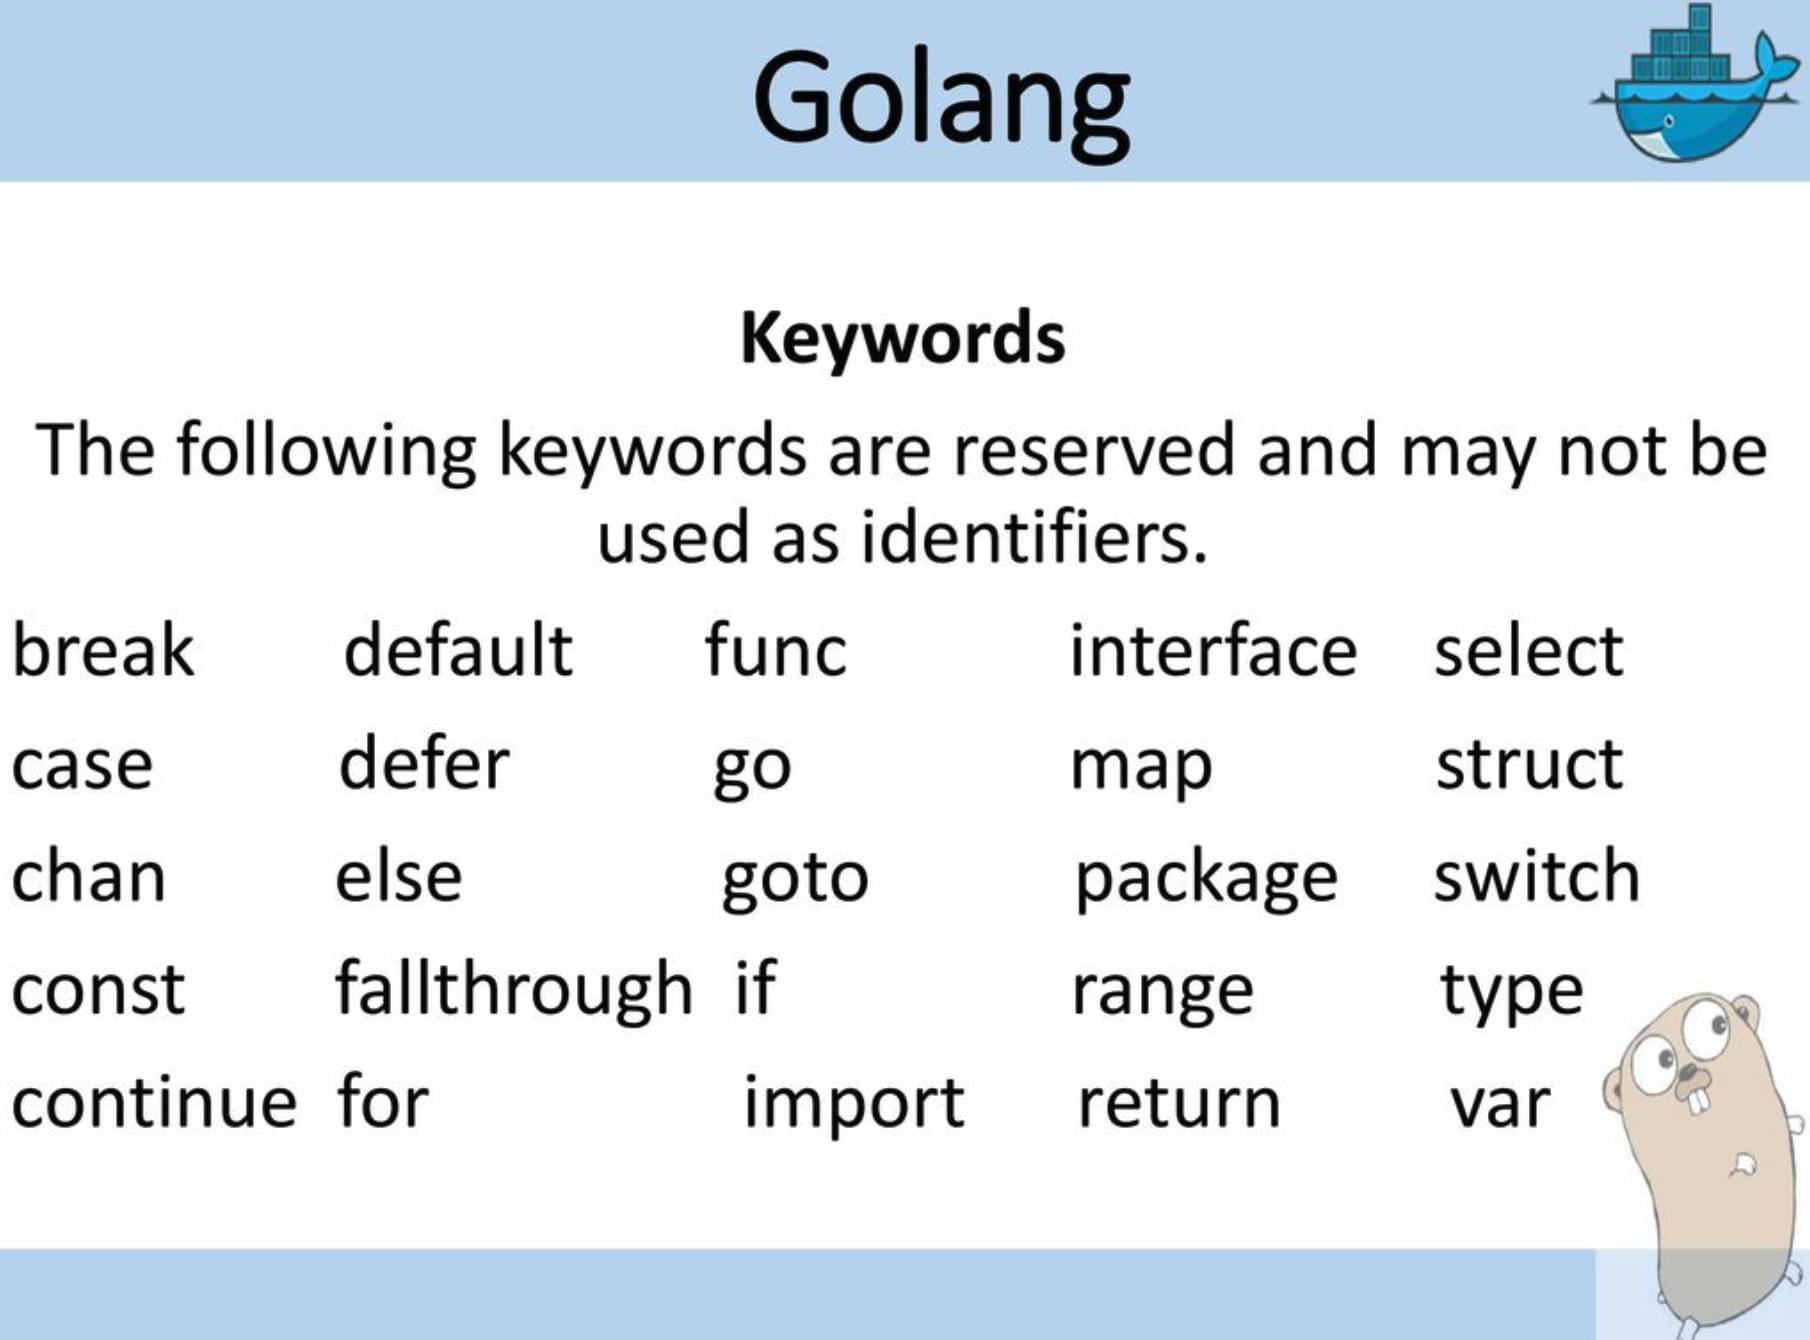 Golang
Keywords
The following keywords are reserved and may not be
used as identifiers.
break default func interface select
case defer go map struct
chan else goto package switch
const fallthrough if range type
continue for import return var